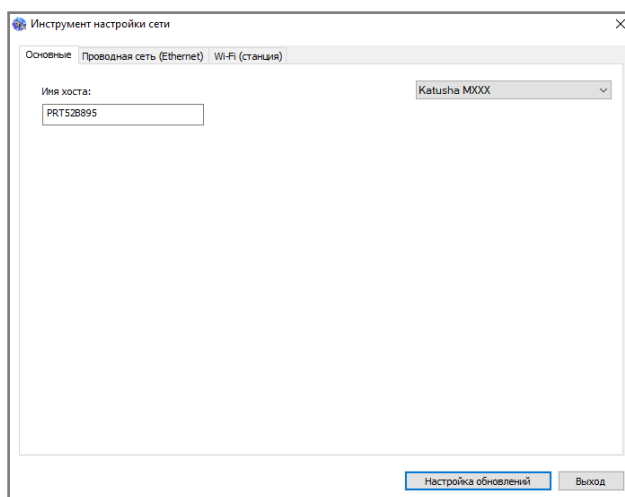 Инструмент настройки сети
Основные Проводная сеть (Ethernet) Wi-Fi (станция)
Имя хоста:
Katusha MXXX
PRT52B895
Настройка обновлений Выход